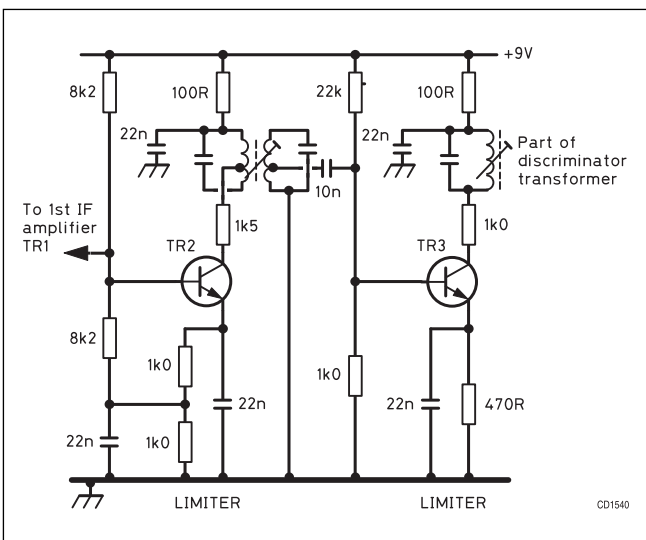 +9V
8k2
100R
22k
100R
22n
22n
Part of
discriminator
transformer
10n
To 1st IF
amplifier
TR1
1k5
1k0
TR2
TR3
8k2
1k0
22n
1k0
22n
470R
22n
1k0
LIMITER
LIMITER
CD1540